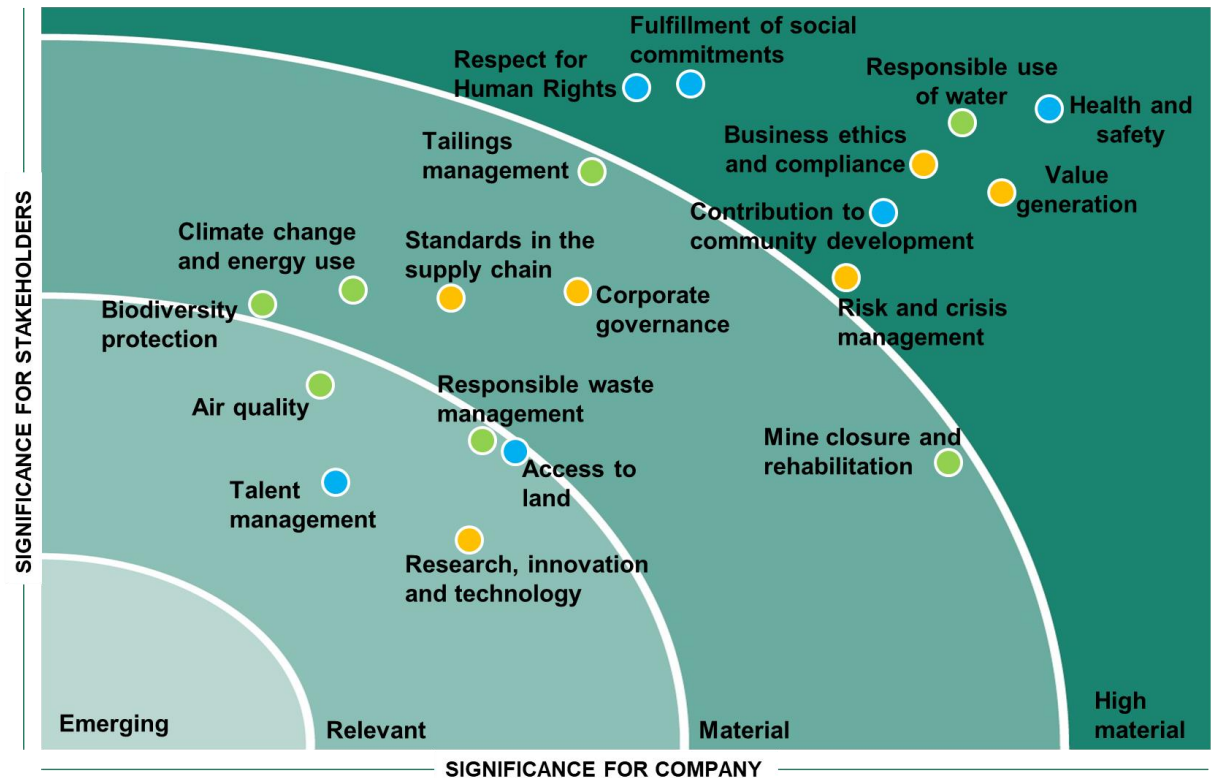 SIGNIFICANCE FOR STAKEHOLDERS
Fulfillment of social
commitments
Respect for
Human Rights
Responsible use
of water
Health and
safety
Business ethics
and compliance
Tailings
management
Value
generation
Contribution to
community development
Climate change
and energy use
Standards in the
supply chain
Corporate
governance
Biodiversity
protection
Risk and crisis
management
Air quality
Responsible waste
management
Mine closure and
rehabilitation
Access to
land
Talent
management
Research, innovation
and technology
Emerging
Relevant
Material
High
material
SIGNIFICANCE FOR COMPANY